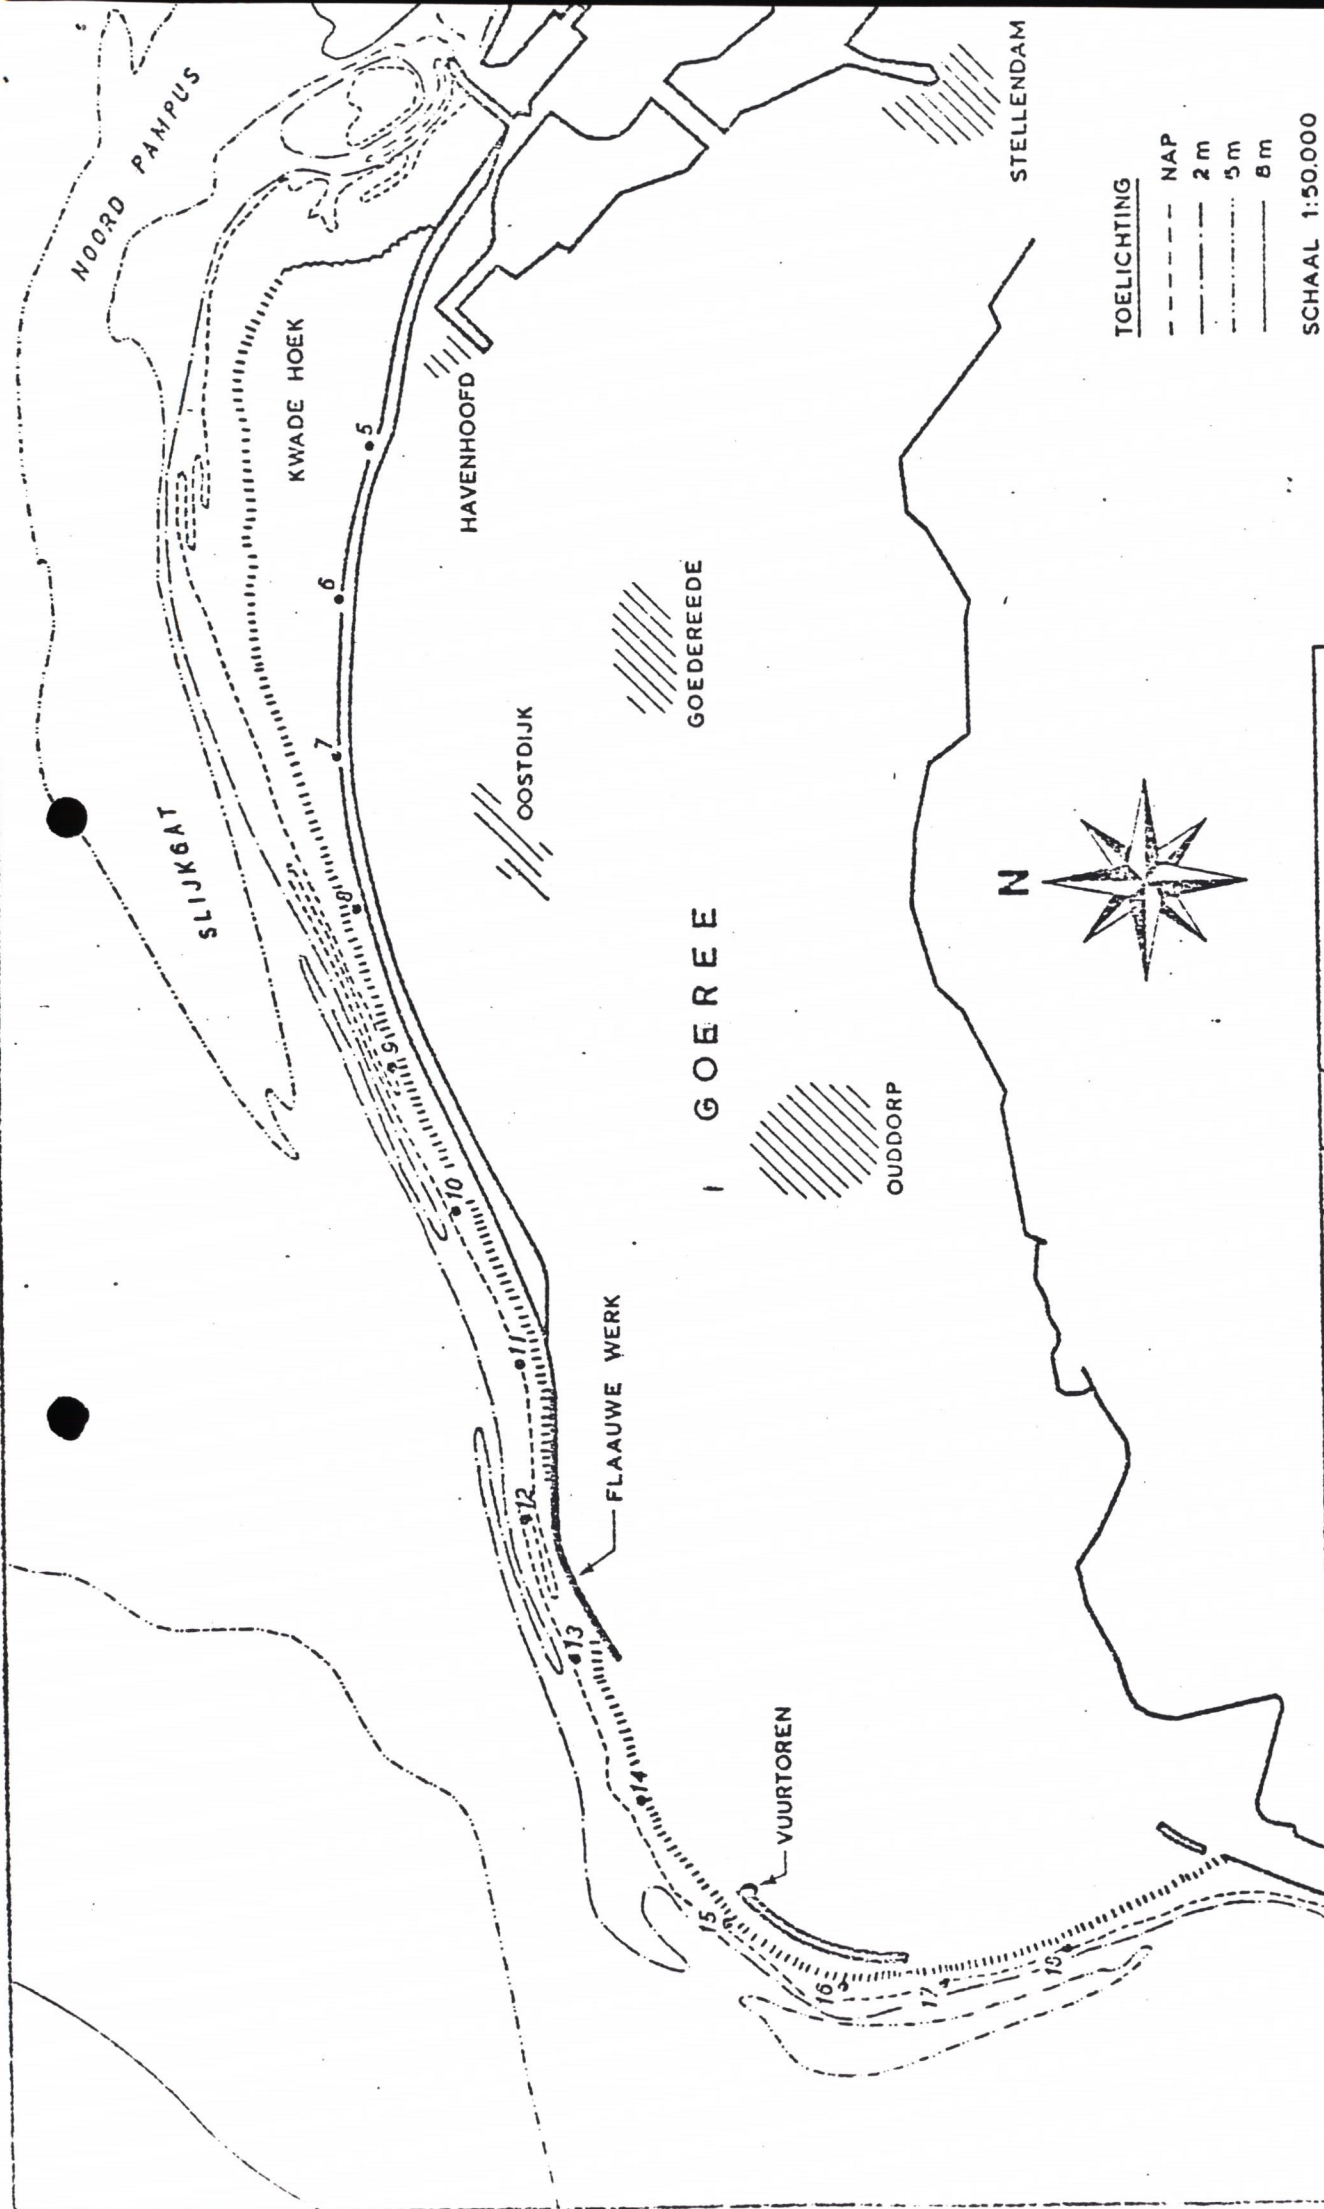 NOORD PAMPUS
SLIJKGAT
KWADE HOEK
HAVENHOOFD
STELLENDAM
OOSTDIJK
GOEDEREEDE
GOEREE
OUDDORP
FLAAUWE WERK
VUURTOREN
5
6
7
8
9
10
11
12
13
14
15
16
17
18
N
TOELICHTING
NAP
2 m
5 m
8 m
SCHAAL 1:50.000